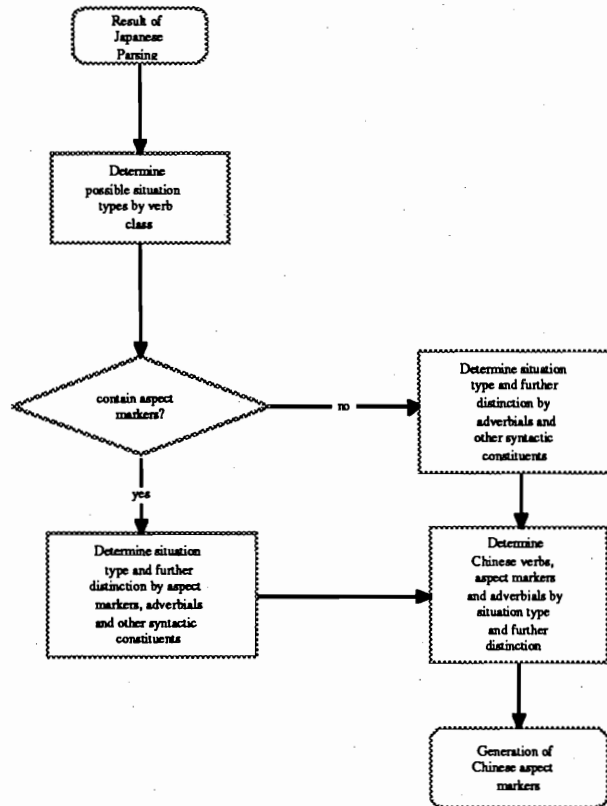 Result of
Japanese
Parsing
Determine
possible situation
types by verb
class
contain aspect
markers?
no
yes
Determine situation
type and further
distinction by
adverbials and
other syntactic
constituents
Determine situation
type and further
distinction by aspect
markers, adverbials
and other syntactic
constituents
Determine
Chinese verbs,
aspect markers
and adverbials by
situation type
and further
distinction
Generation of
Chinese aspect
markers